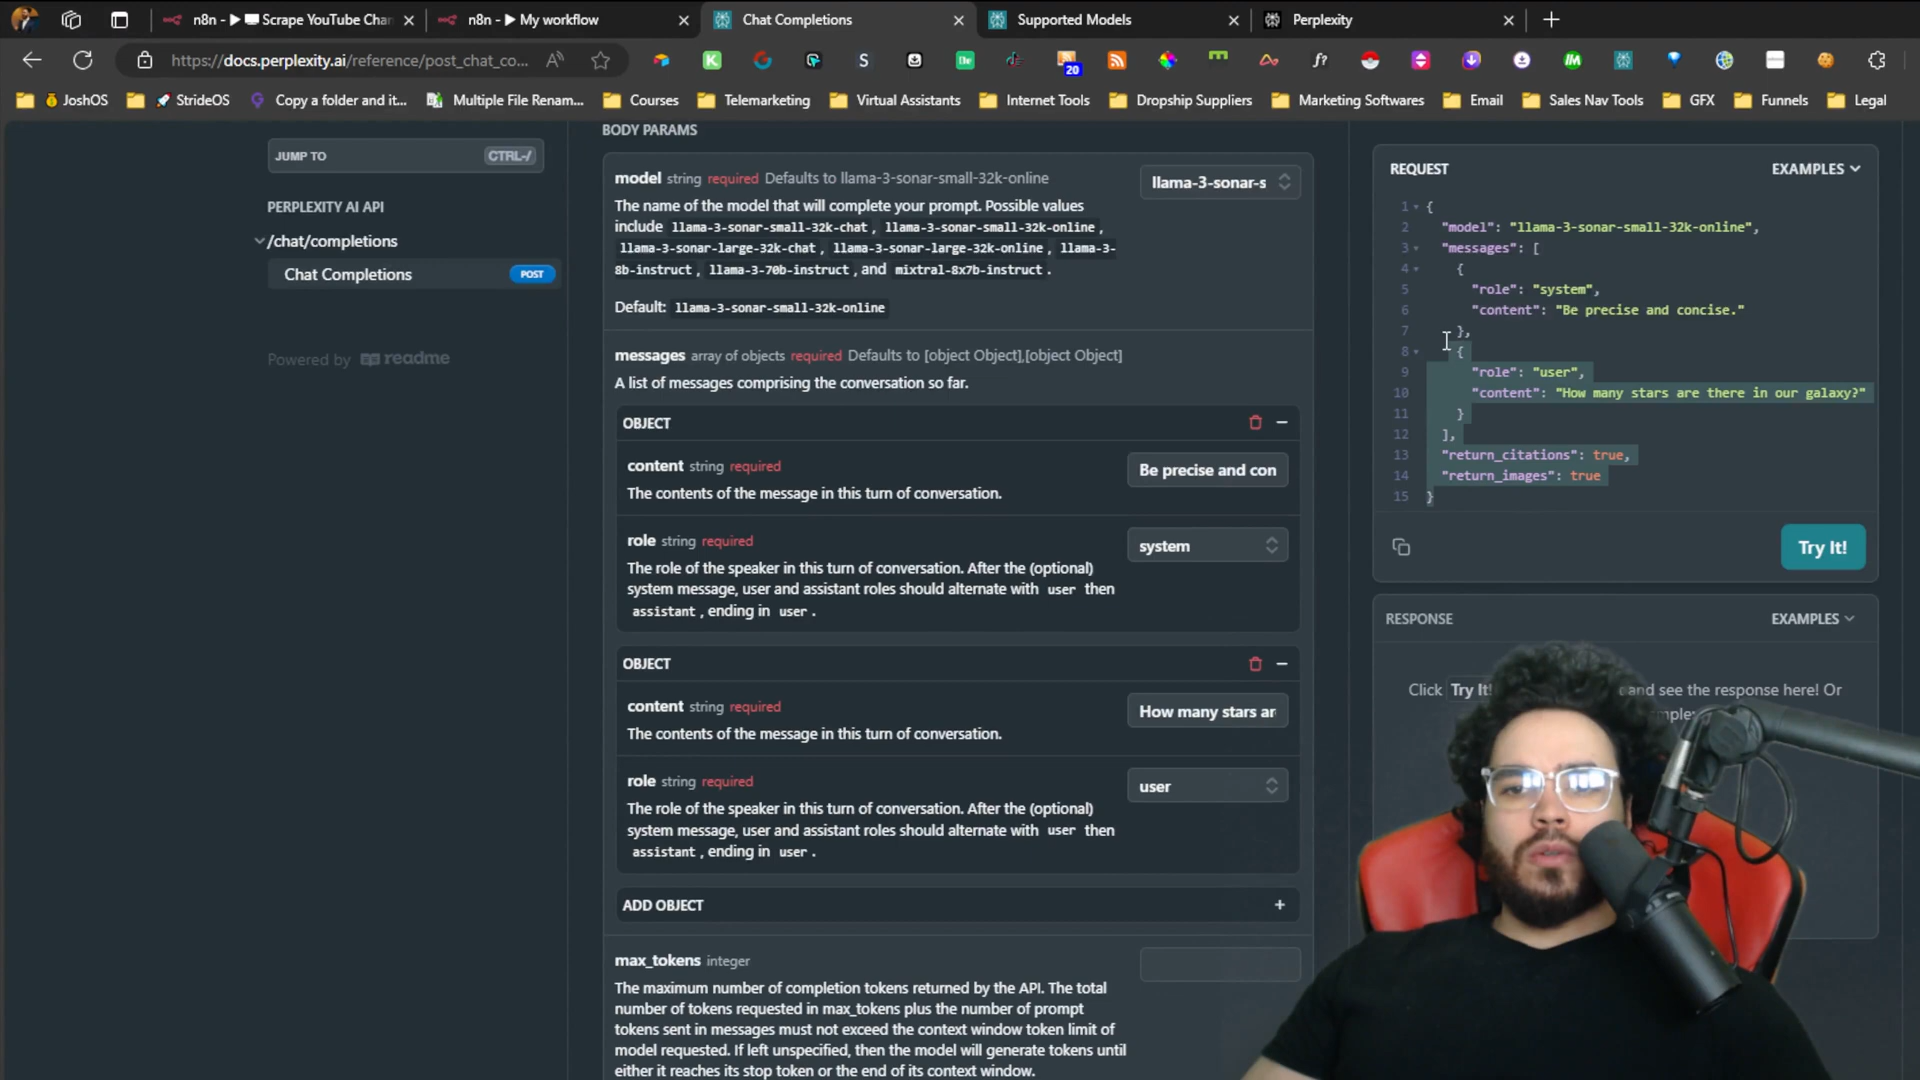 n8n - ▶ 🖥 Scrape YouTube Char
n8n - ▶ My workflow
Chat Completions
Supported Models
Perplexity
https://docs.perplexity.ai/reference/post_chat_co...
20
JoshOS
StrideOS
Copy a folder and it...
Multiple File Renam...
Courses
Telemarketing
Virtual Assistants
Internet Tools
Dropship Suppliers
Marketing Softwares
Email
Sales Nav Tools
GFX
Funnels
Legal
JUMP TO
CTRL-/
PERPLEXITY AI API
/chat/completions
Chat Completions
POST
Powered by readme
BODY PARAMS
model string required Defaults to llama-3-sonar-small-32k-online
llama-3-sonar-s
The name of the model that will complete your prompt. Possible values
include llama-3-sonar-small-32k-chat, llama-3-sonar-small-32k-online,
llama-3-sonar-large-32k-chat, llama-3-sonar-large-32k-online, llama-3-
8b-instruct, llama-3-70b-instruct, and mixtral-8x7b-instruct.
Default: llama-3-sonar-small-32k-online
messages array of objects required Defaults to [object Object],[object Object]
A list of messages comprising the conversation so far.
OBJECT
content string required
Be precise and con
The contents of the message in this turn of conversation.
role string required
system
The role of the speaker in this turn of conversation. After the (optional)
system message, user and assistant roles should alternate with user then
assistant, ending in user.
OBJECT
content string required
How many stars ar
The contents of the message in this turn of conversation.
role string required
user
The role of the speaker in this turn of conversation. After the (optional)
system message, user and assistant roles should alternate with user then
assistant, ending in user.
ADD OBJECT +
max_tokens integer
The maximum number of completion tokens returned by the API. The total
number of tokens requested in max_tokens plus the number of prompt
tokens sent in messages must not exceed the context window token limit of
model requested. If left unspecified, then the model will generate tokens until
either it reaches its stop token or the end of its context window.
REQUEST
EXAMPLES
1 {
2 "model": "llama-3-sonar-small-32k-online",
3 "messages": [
4 {
5 "role": "system",
6 "content": "Be precise and concise."
7 },
8 {
9 "role": "user",
10 "content": "How many stars are there in our galaxy?"
11 }
12 ],
13 "return_citations": true,
14 "return_images": true
15 }
Try It!
RESPONSE
EXAMPLES
Click Try It! and see the response here! Or